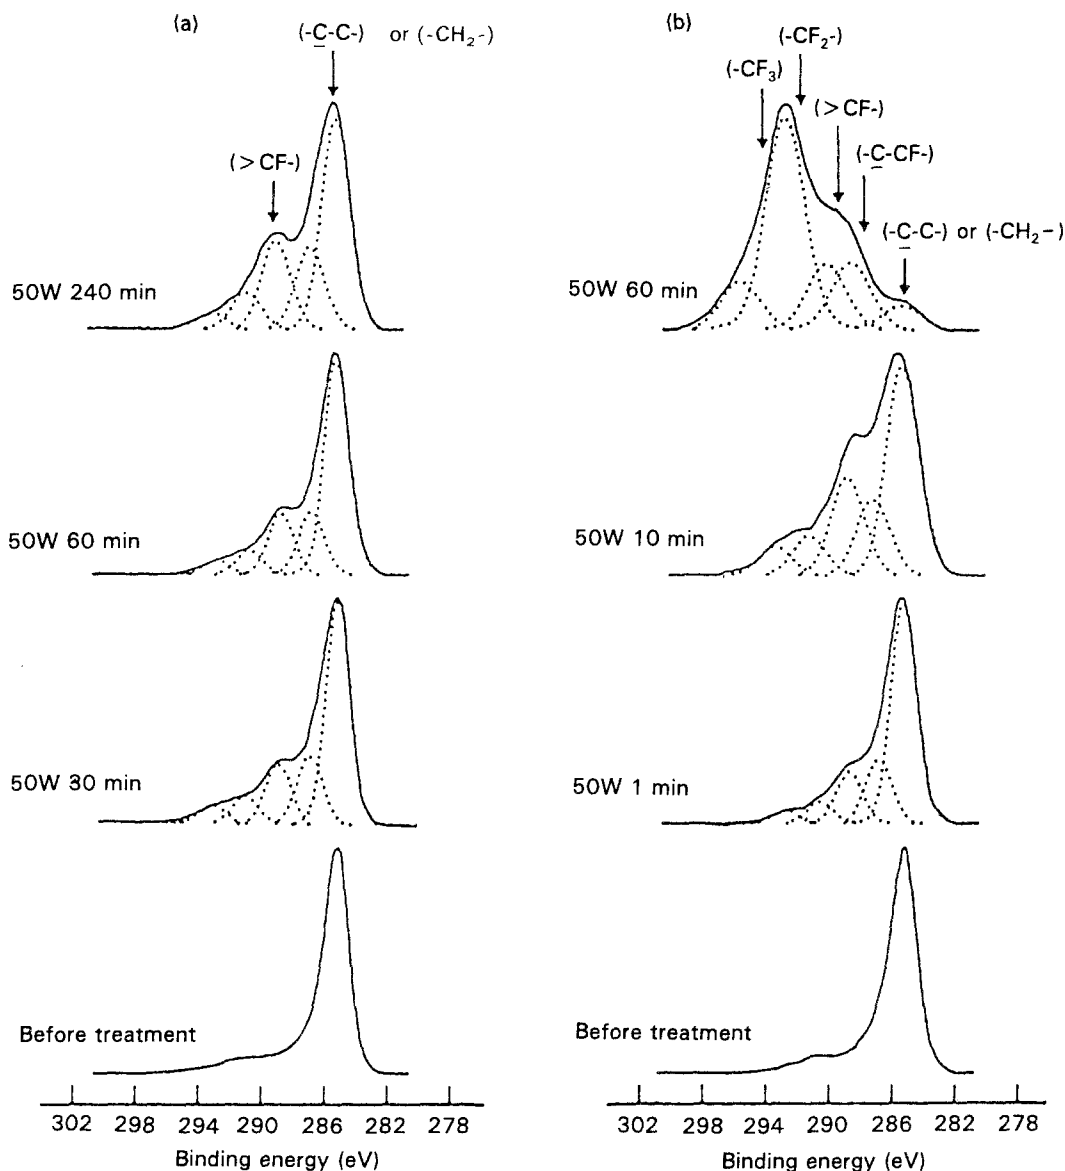 (a)
(-C-C-) or (-CH₂-)
(>CF-)
50W 240 min
50W 60 min
50W 30 min
Before treatment
302 298 294 290 286 282 278
Binding energy (eV)
(b)
(-CF₂-)
(-CF₃)
(>CF-)
(-C-CF-)
(-C-C-) or (-CH₂-)
50W 60 min
50W 10 min
50W 1 min
Before treatment
302 298 294 290 286 282 278
Binding energy (eV)